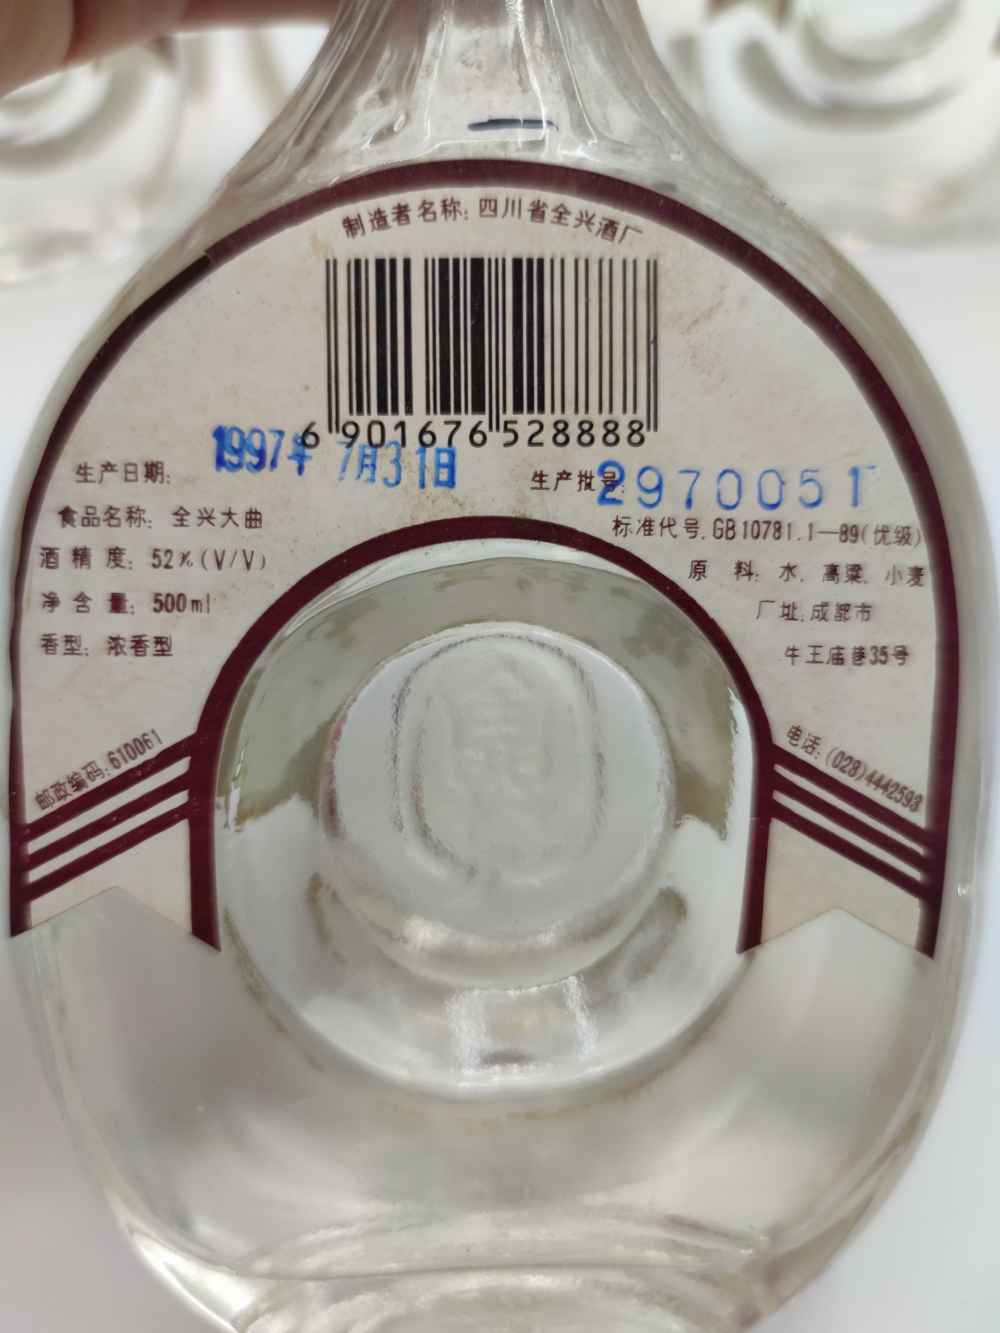 制造者名称:四川省全兴酒厂
6 901676 528888
生产日期: 1997年 7月31日
生产批号: 2970051
食品名称: 全兴大曲
标准代号.GB10781.1—89(优级)
酒精度: 52%(V/V)
原料: 水, 高粱, 小麦
净含量: 500ml
厂址:成都市
香型: 浓香型
牛王庙巷35号
邮政编码:610061
电话:(028)4442593